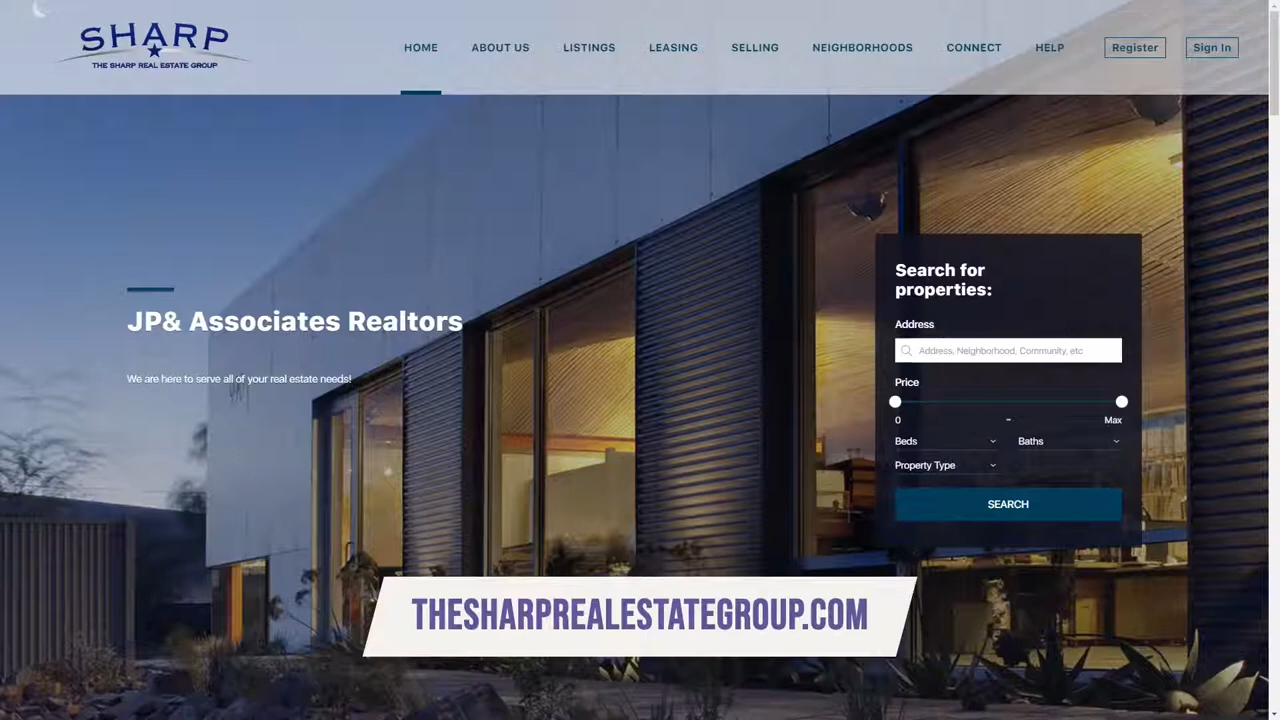 SHARP
THE SHARP REAL ESTATE GROUP
HOME
ABOUT US
LISTINGS
LEASING
SELLING
NEIGHBORHOODS
CONNECT
HELP
Register
Sign In
JP& Associates Realtors
We are here to serve all of your real estate needs!
Search for
properties:
Address
Address, Neighborhood, Community, etc
Price
0 - Max
Beds
Baths
Property Type
SEARCH
THESHARPREALESTATEGROUP.COM